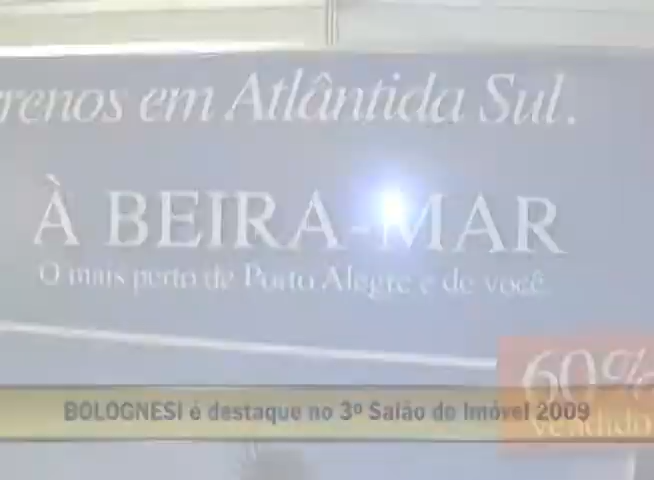 rrenos em Atlântida Sul.
À BEIRA-MAR
O mais perto de Porto Alegre e de você.
60%
vendido
BOLOGNESI é destaque no 3º Salão do Imóvel 2009